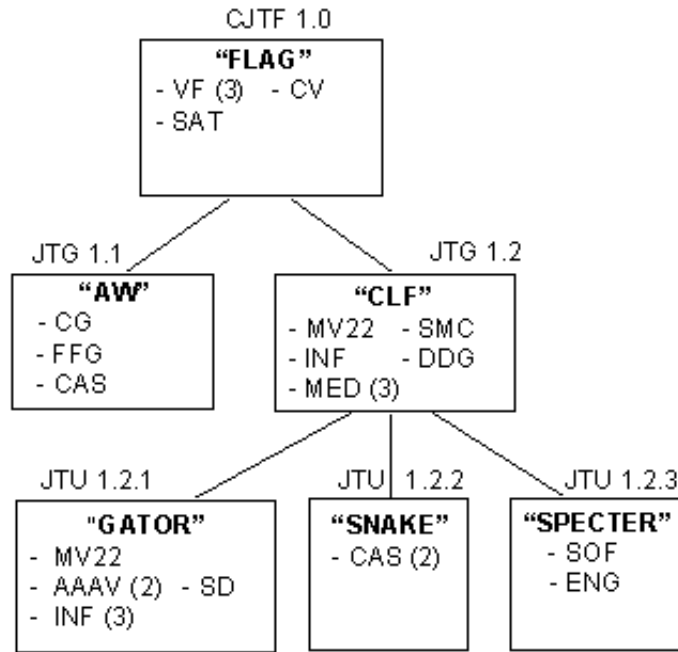 CJTF 1.0
“FLAG”
- VF (3) - CV
- SAT
JTG 1.1
“AW”
- CG
- FFG
- CAS
JTG 1.2
“CLF”
- MV22 - SMC
- INF - DDG
- MED (3)
JTU 1.2.1
"GATOR”
- MV22
- AAAV (2) - SD
- INF (3)
JTU 1.2.2
“SNAKE”
- CAS (2)
JTU 1.2.3
“SPECTER”
- SOF
- ENG